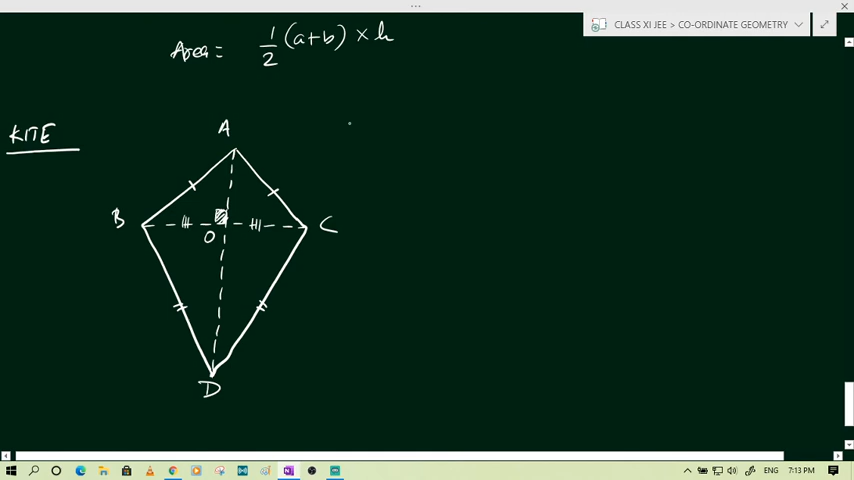 CLASS XI JEE > CO-ORDINATE GEOMETRY
Area = 1/2 (a+b) × h
KITE
A
B
C
O
D
ENG
7:13 PM